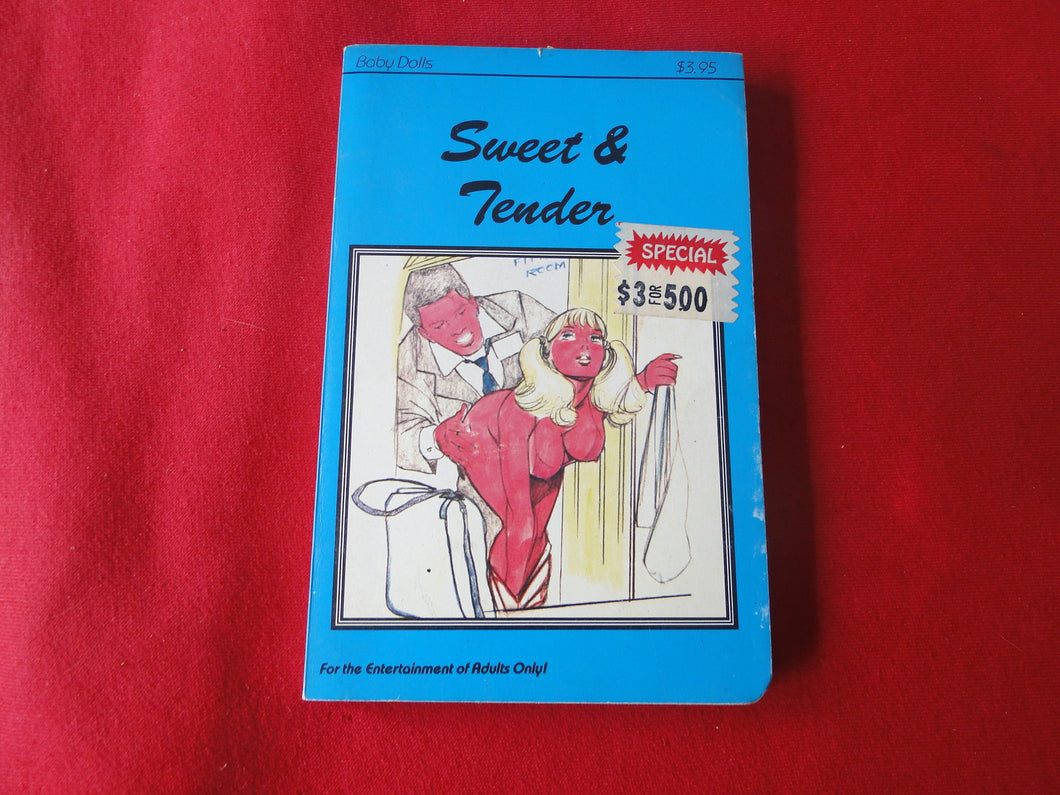 Baby Dolls
$3.95
Sweet &
Tender
SPECIAL
$3 FOR 5.00
ROOM
For the Entertainment of Adults Only!